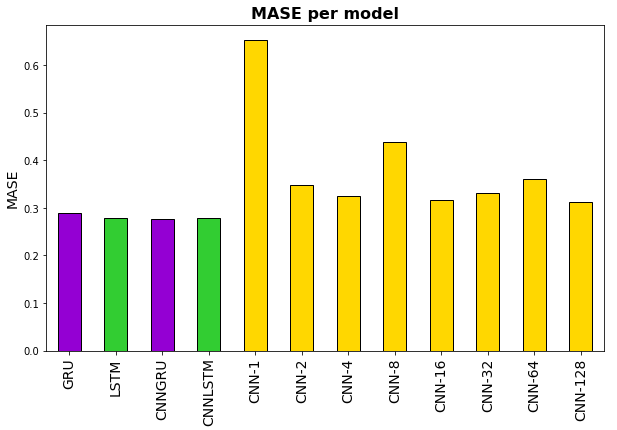 MASE per model
MASE
0.6
0.5
0.4
0.3
0.2
0.1
0.0
GRU
LSTM
CNNGRU
CNNLSTM
CNN-1
CNN-2
CNN-4
CNN-8
CNN-16
CNN-32
CNN-64
CNN-128